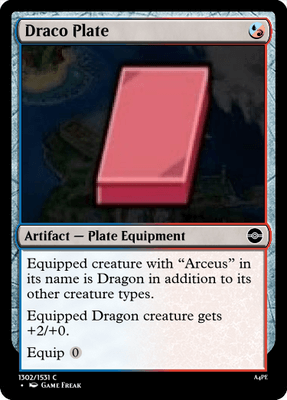 Draco Plate
Artifact — Plate Equipment
Equipped creature with “Arceus” in
its name is Dragon in addition to its
other creature types.
Equipped Dragon creature gets
+2/+0.
Equip 0
1302/1531 C
A4PE
• GAME FREAK